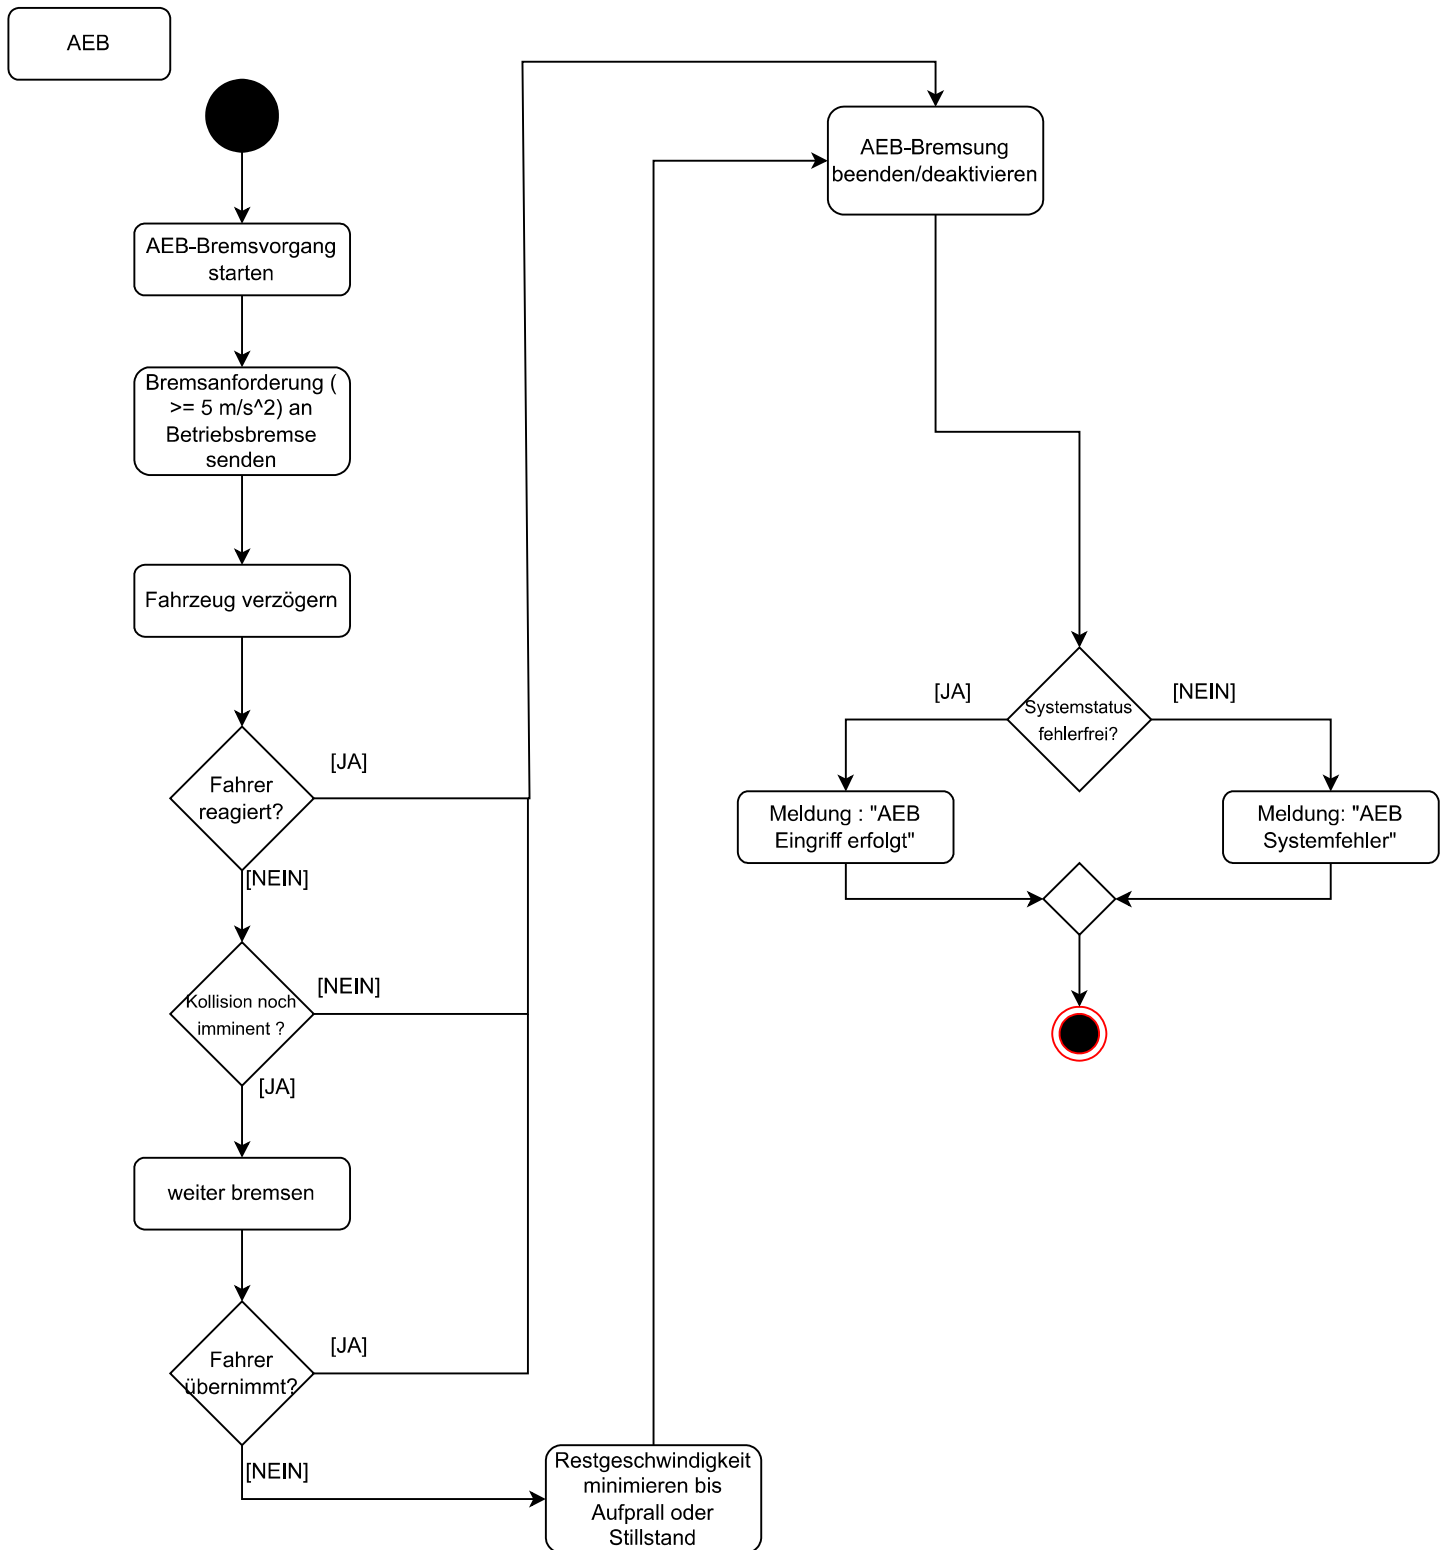 AEB
AEB-Bremsvorgang
starten
Bremsanforderung (
>= 5 m/s^2) an
Betriebsbremse
senden
Fahrzeug verzögern
Fahrer
reagiert?
[JA]
[NEIN]
Kollision noch
imminent ?
[NEIN]
[JA]
weiter bremsen
Fahrer
übernimmt?
[JA]
[NEIN]
Restgeschwindigkeit
minimieren bis
Aufprall oder
Stillstand
AEB-Bremsung
beenden/deaktivieren
Systemstatus
fehlerfrei?
[JA]
[NEIN]
Meldung : "AEB
Eingriff erfolgt"
Meldung: "AEB
Systemfehler"